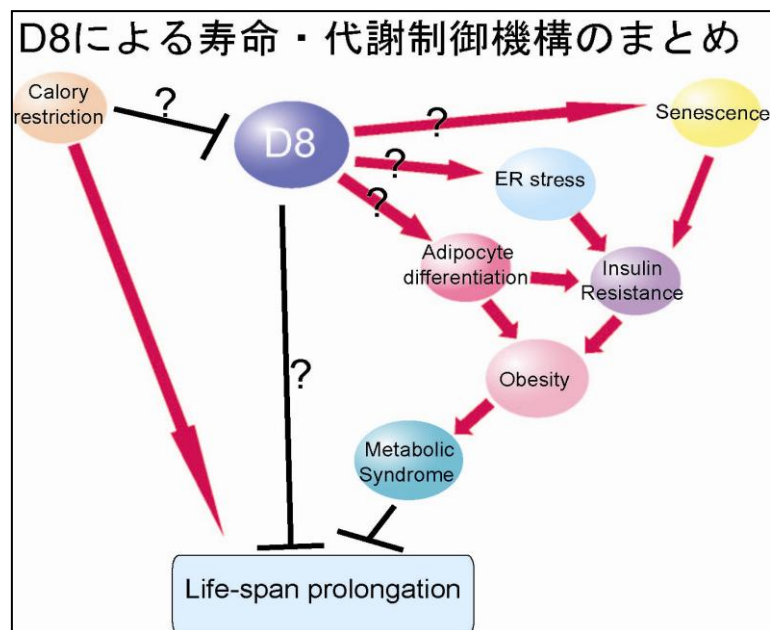 D8による寿命・代謝制御機構のまとめ
Calory
restriction
?
D8
?
Senescence
?
ER stress
?
Adipocyte
differentiation
Insulin
Resistance
?
Obesity
Metabolic
Syndrome
Life-span prolongation